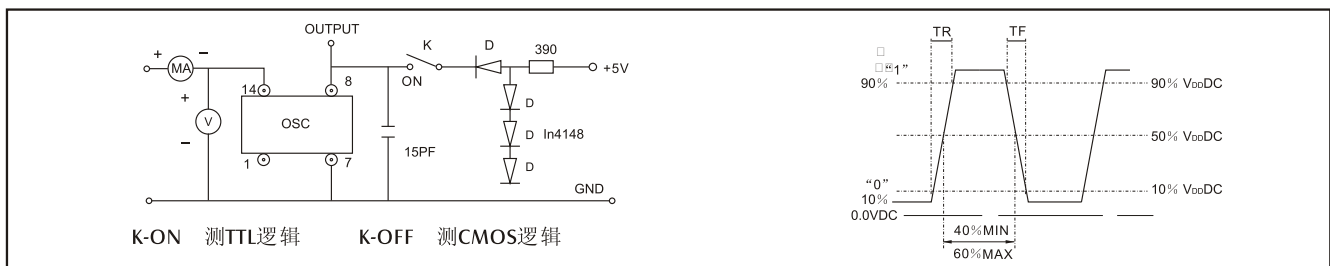 OUTPUT
K
D
390
+5V
ON
+
−
MA
14
8
+
V
−
OSC
D
D
In4148
D
1
7
15PF
GND
K-ON 测TTL逻辑 K-OFF 测CMOS逻辑
TR
TF
“1”
90%
90% VDDDC
50% VDDDC
“0”
10%
10% VDDDC
0.0VDC
40%MIN
60%MAX